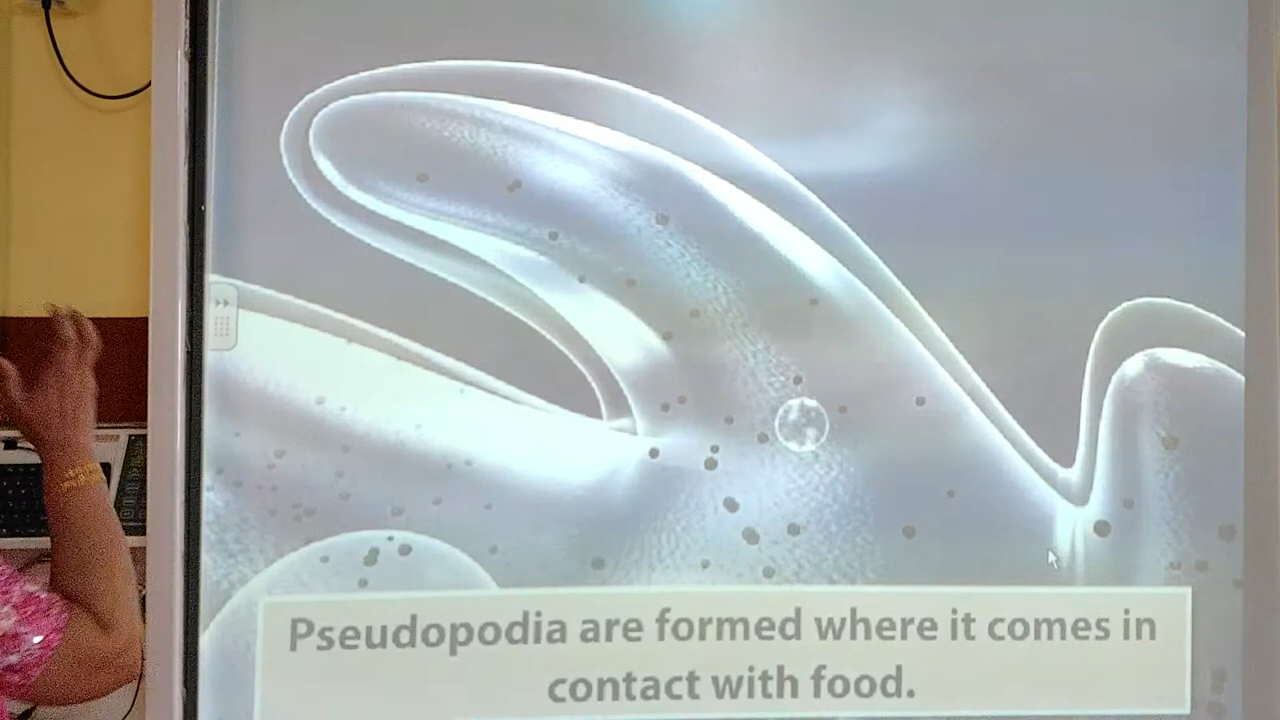 Pseudopodia are formed where it comes in
contact with food.